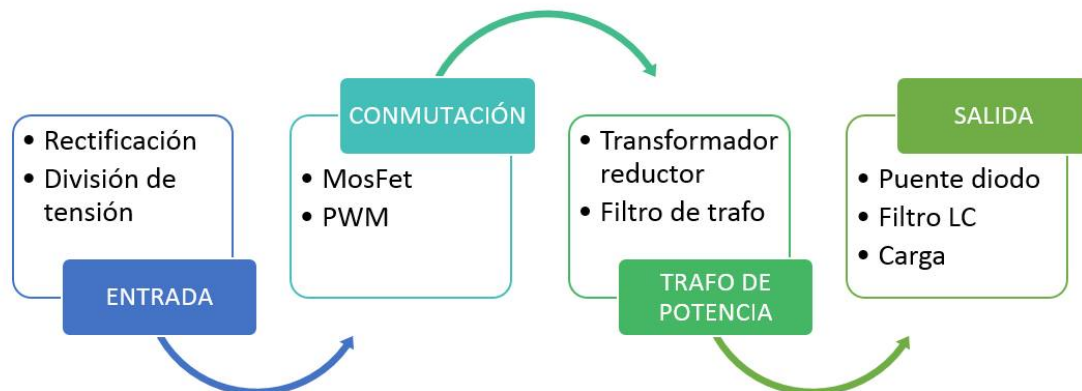 • Rectificación
• División de
tensión
ENTRADA
CONMUTACIÓN
• MosFet
• PWM
• Transformador
reductor
• Filtro de trafo
TRAFO DE
POTENCIA
SALIDA
• Puente diodo
• Filtro LC
• Carga